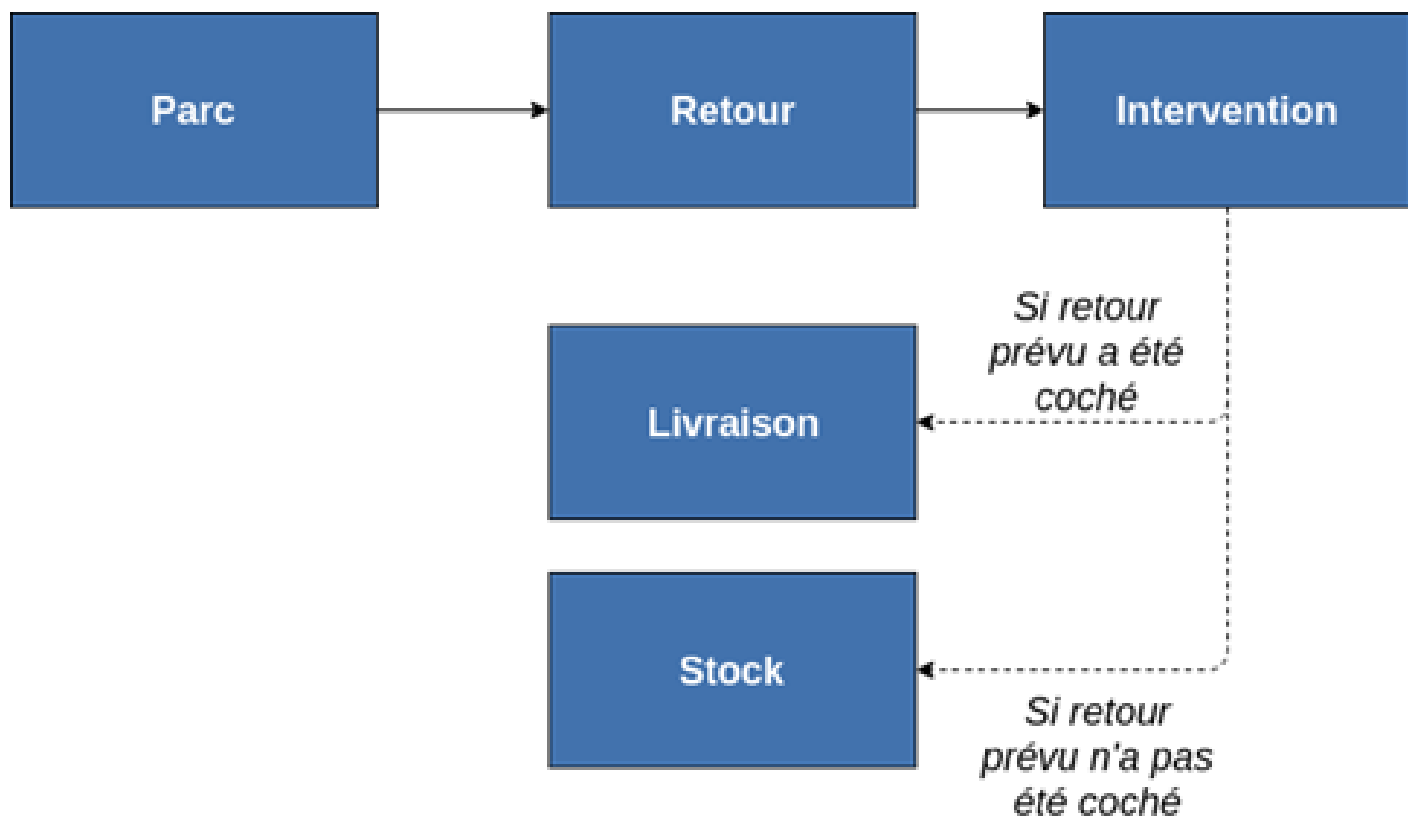 Parc
Retour
Intervention
Si retour
prévu a été
coché
Livraison
Stock
Si retour
prévu n'a pas
été coché